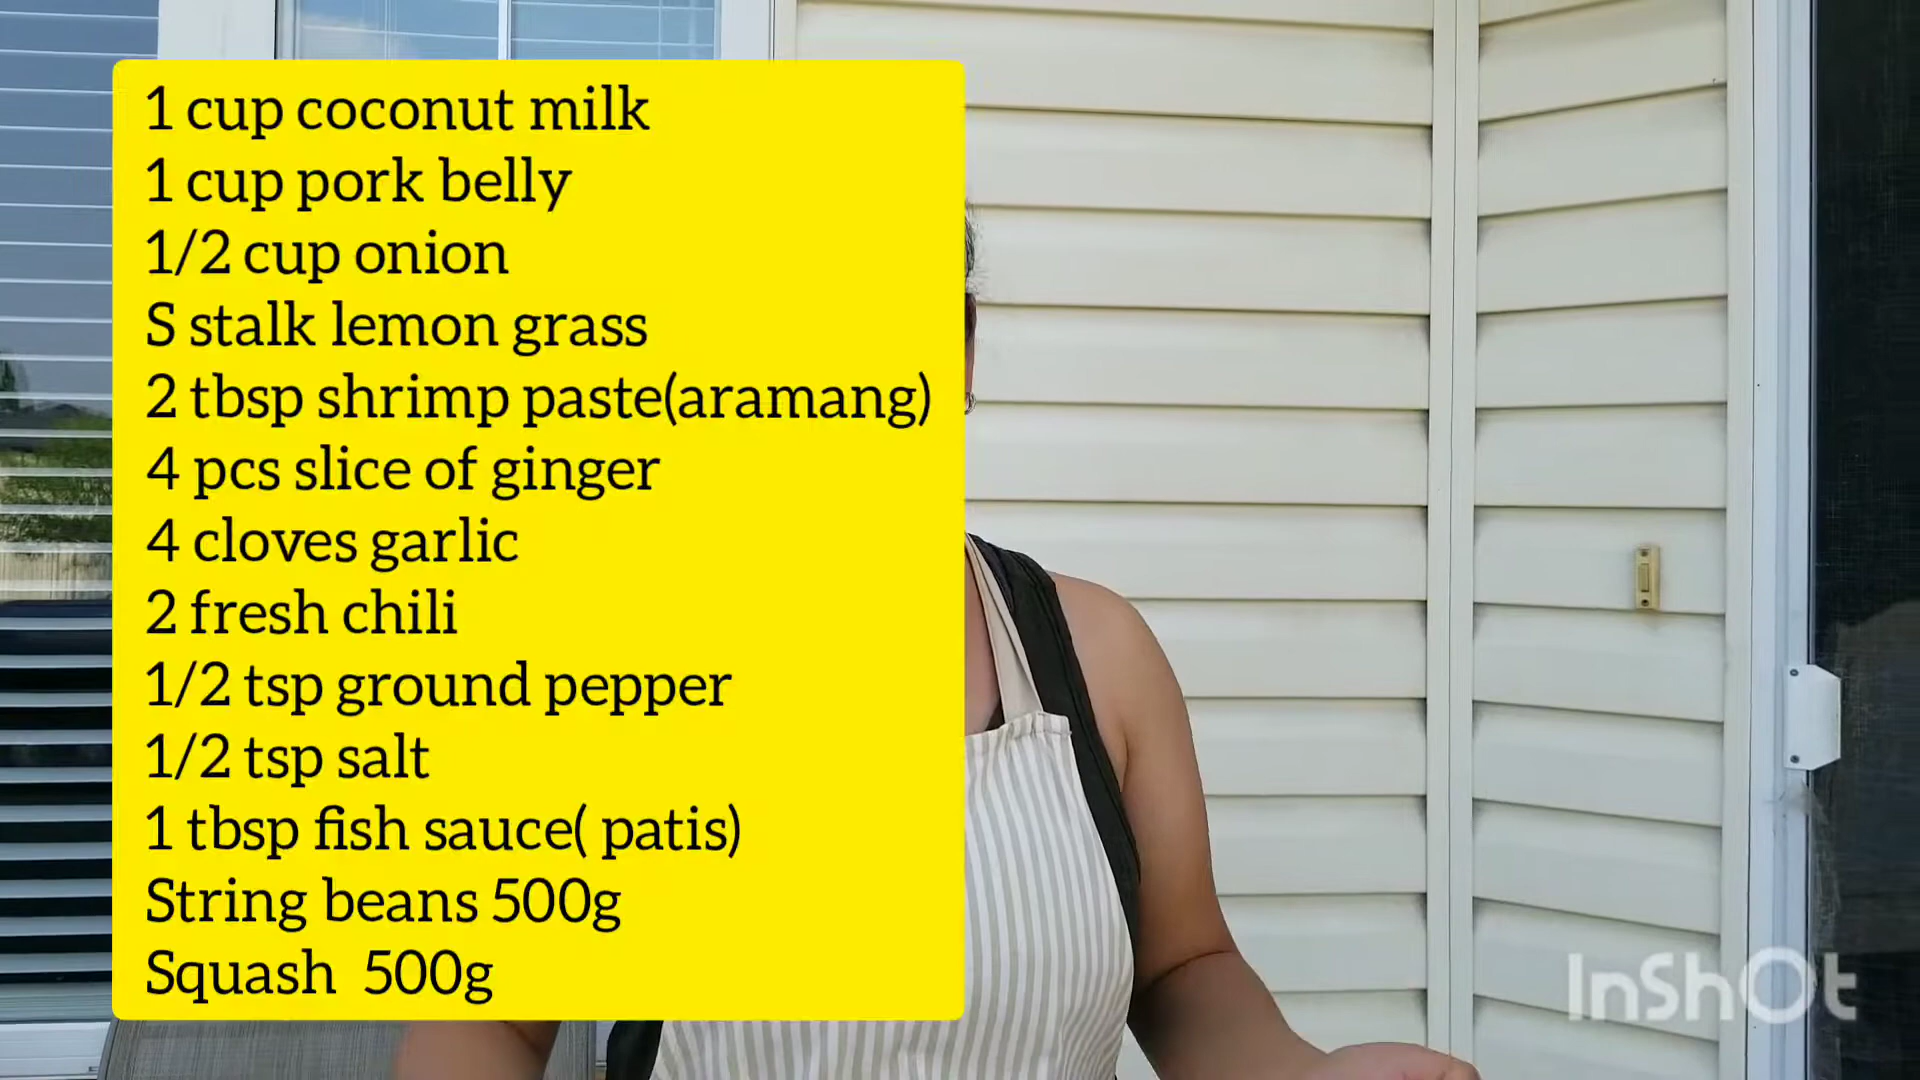 1 cup coconut milk
1 cup pork belly
1/2 cup onion
S stalk lemon grass
2 tbsp shrimp paste(aramang)
4 pcs slice of ginger
4 cloves garlic
2 fresh chili
1/2 tsp ground pepper
1/2 tsp salt
1 tbsp fish sauce( patis)
String beans 500g
Squash  500g
InShOt